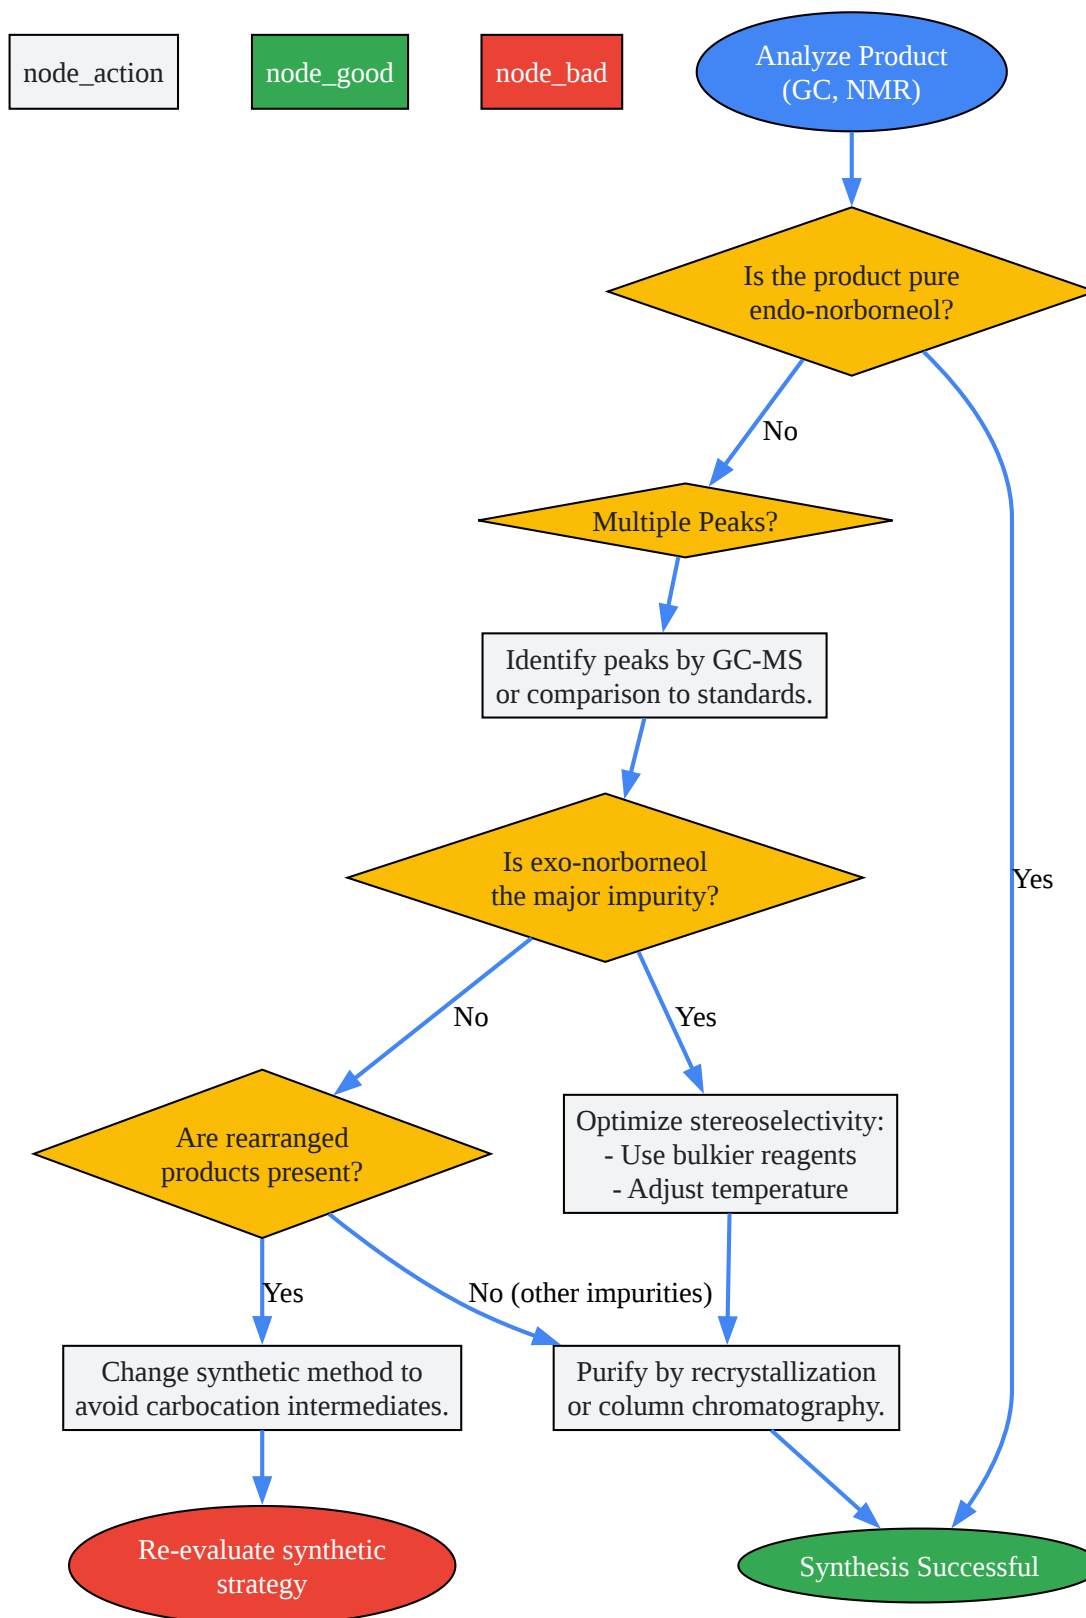 node_action
node_good
node_bad
Analyze Product
(GC, NMR)
Is the product pure
endo-norborneol?
No
Multiple Peaks?
Identify peaks by GC-MS
or comparison to standards.
Is exo-norborneol
the major impurity?
Yes
No
Yes
Are rearranged
products present?
Optimize stereoselectivity:
- Use bulkier reagents
- Adjust temperature
Yes
No (other impurities)
Change synthetic method to
avoid carbocation intermediates.
Purify by recrystallization
or column chromatography.
Re-evaluate synthetic
strategy
Synthesis Successful